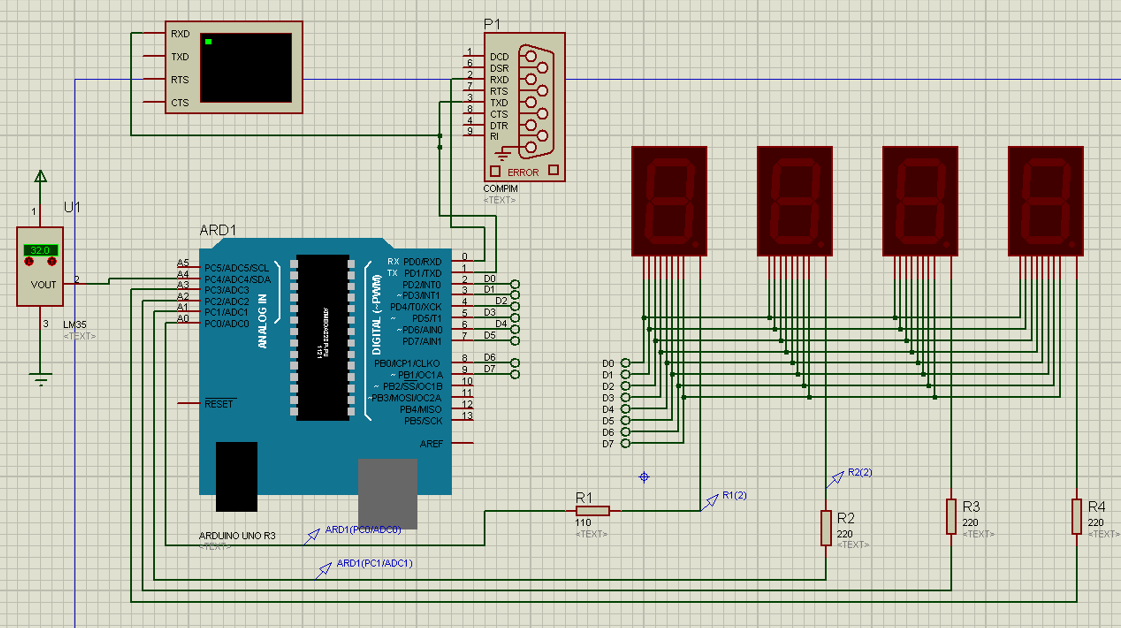 RXD
TXD
RTS
CTS
P1
1
6
2
7
3
8
4
9
DCD
DSR
RXD
RTS
TXD
CTS
DTR
RI
ERROR
COMPIM
<TEXT>
1
U1
32.0
VOUT
2
3
LM35
<TEXT>
ARD1
A5
A4
A3
A2
A1
A0
PC5/ADC5/SCL
PC4/ADC4/SDA
PC3/ADC3
PC2/ADC2
PC1/ADC1
PC0/ADC0
RESET
ANALOG IN
1121
DIGITAL (~PWM)
RX PD0/RXD 0
TX PD1/TXD 1
PD2/INT0 2 D0
~ PD3/INT1 3 D1
PD4/T0/XCK 4 D2
~ PD5/T1 5 D3
~ PD6/AIN0 6 D4
PD7/AIN1 7 D5
PB0/ICP1/CLKO 8 D6
~ PB1/OC1A 9 D7
~ PB2/SS/OC1B 10
~PB3/MOSI/OC2A 11
PB4/MISO 12
PB5/SCK 13
AREF
ARDUINO UNO R3
<TEXT>
ARD1(PC0/ADC0)
ARD1(PC1/ADC1)
D0
D1
D2
D3
D4
D5
D6
D7
R1
110
<TEXT>
R1(2)
R2(2)
R2
220
<TEXT>
R3
220
<TEXT>
R4
220
<TEXT>